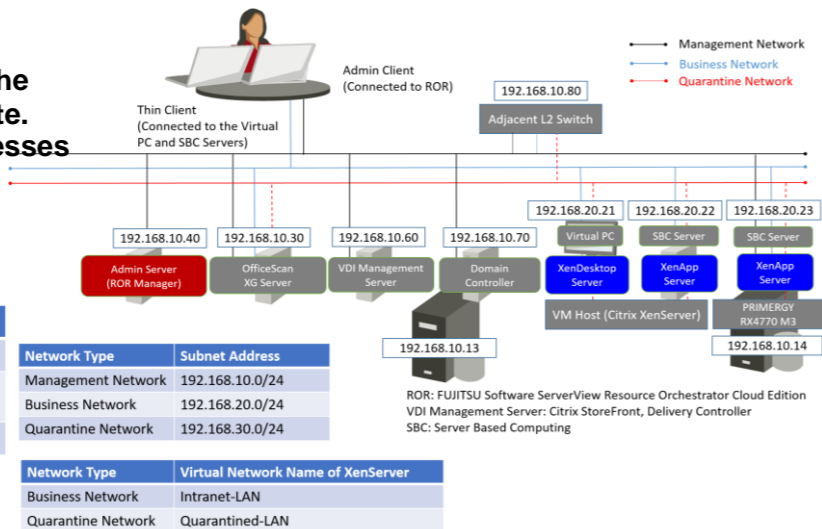 he
te.
esses
Admin Client
(Connected to ROR)
Thin Client
(Connected to the Virtual
PC and SBC Servers)
Management Network
Business Network
Quarantine Network
192.168.10.80
Adjacent L2 Switch
192.168.20.21
192.168.20.22
192.168.20.23
192.168.10.40
192.168.10.30
192.168.10.60
192.168.10.70
Virtual PC
SBC Server
SBC Server
Admin Server
(ROR Manager)
OfficeScan
XG Server
VDI Management
Server
Domain
Controller
XenDesktop
Server
XenApp
Server
XenApp
Server
VM Host (Citrix XenServer)
PRIMERGY
RX4770 M3
192.168.10.13
192.168.10.14
Network Type Subnet Address
Management Network 192.168.10.0/24
Business Network 192.168.20.0/24
Quarantine Network 192.168.30.0/24
ROR: FUJITSU Software ServerView Resource Orchestrator Cloud Edition
VDI Management Server: Citrix StoreFront, Delivery Controller
SBC: Server Based Computing
Network Type Virtual Network Name of XenServer
Business Network Intranet-LAN
Quarantine Network Quarantined-LAN